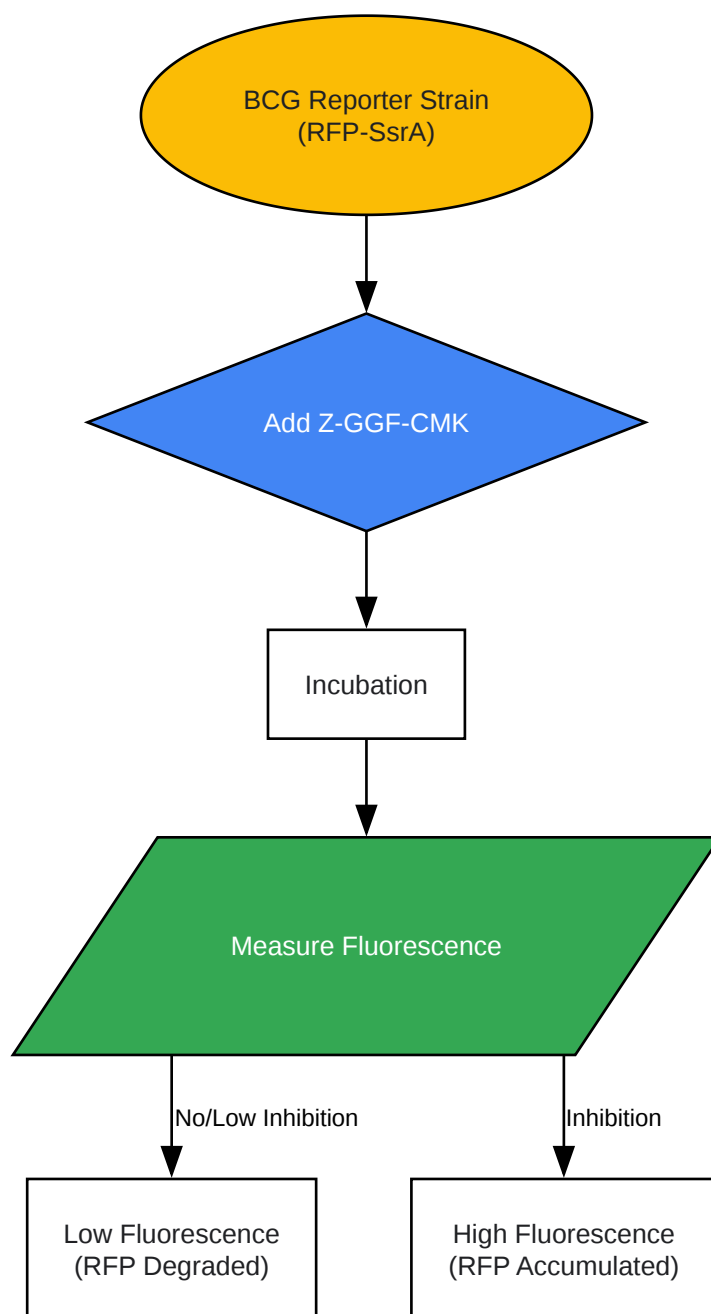 BCG Reporter Strain
(RFP-SsrA)
Add Z-GGF-CMK
Incubation
Measure Fluorescence
No/Low Inhibition
Inhibition
Low Fluorescence
(RFP Degraded)
High Fluorescence
(RFP Accumulated)